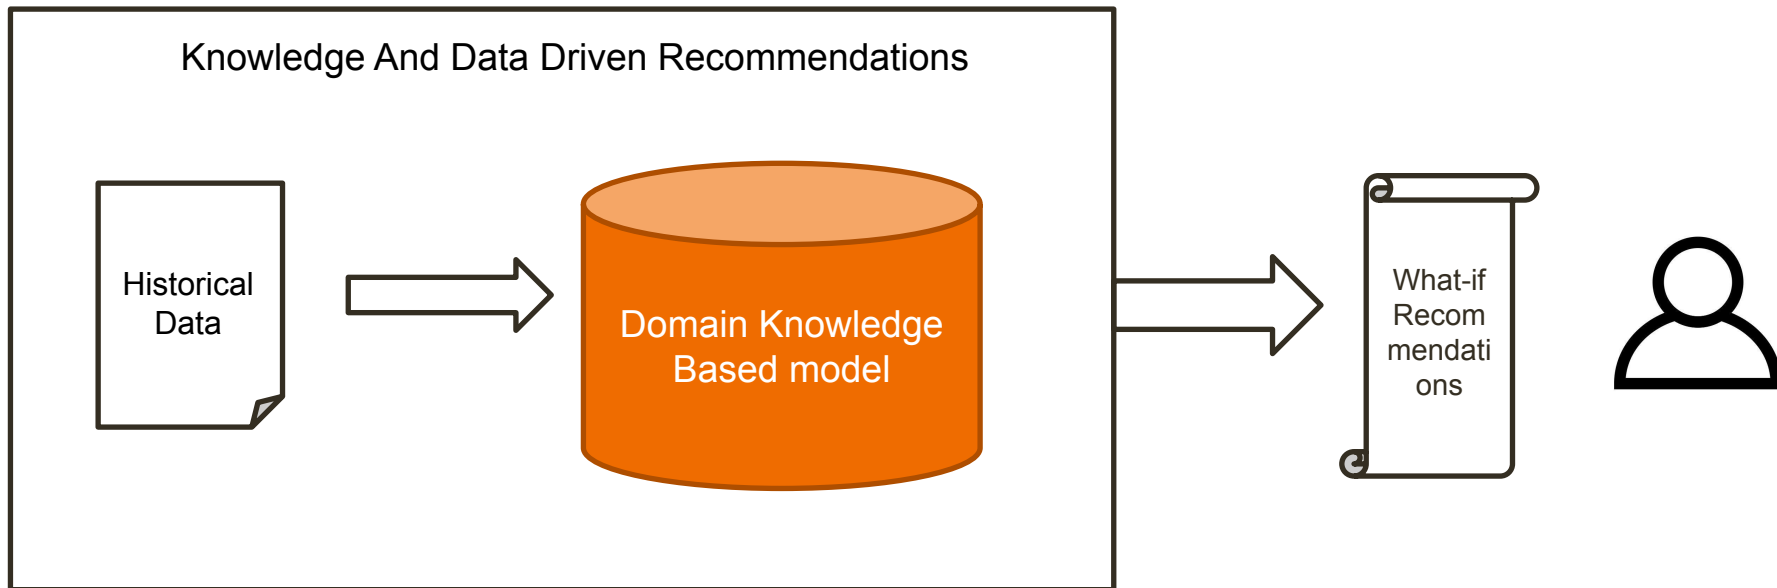 Knowledge And Data Driven Recommendations
Historical
Data
Domain Knowledge
Based model
What-if
Recom
mendati
ons